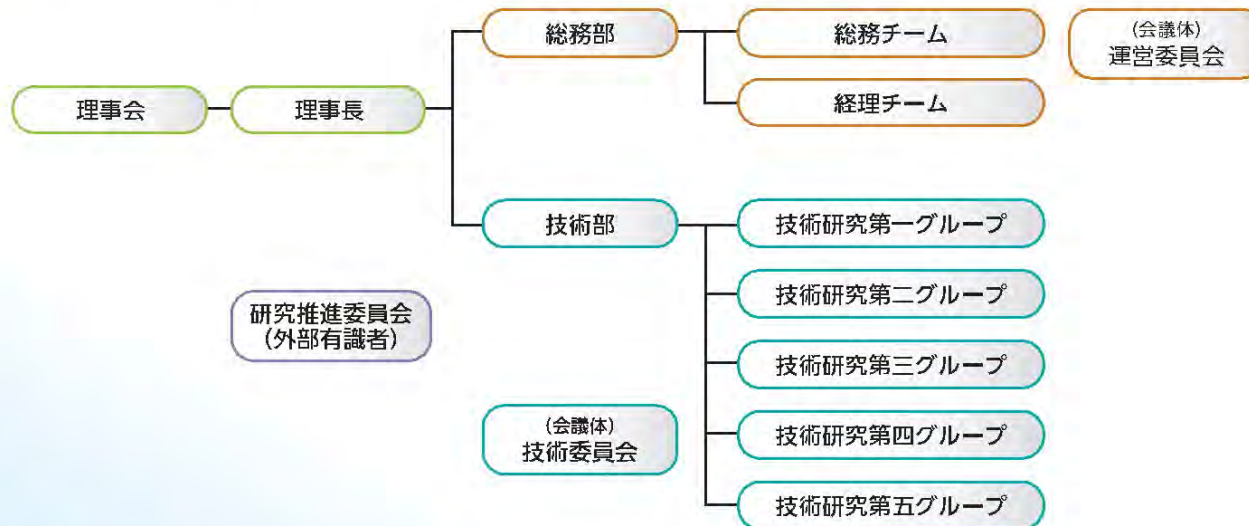 総務部
総務チーム
(会議体)
運営委員会
理事会
理事長
経理チーム
技術部
技術研究第一グループ
技術研究第二グループ
研究推進委員会
(外部有識者)
技術研究第三グループ
(会議体)
技術委員会
技術研究第四グループ
技術研究第五グループ